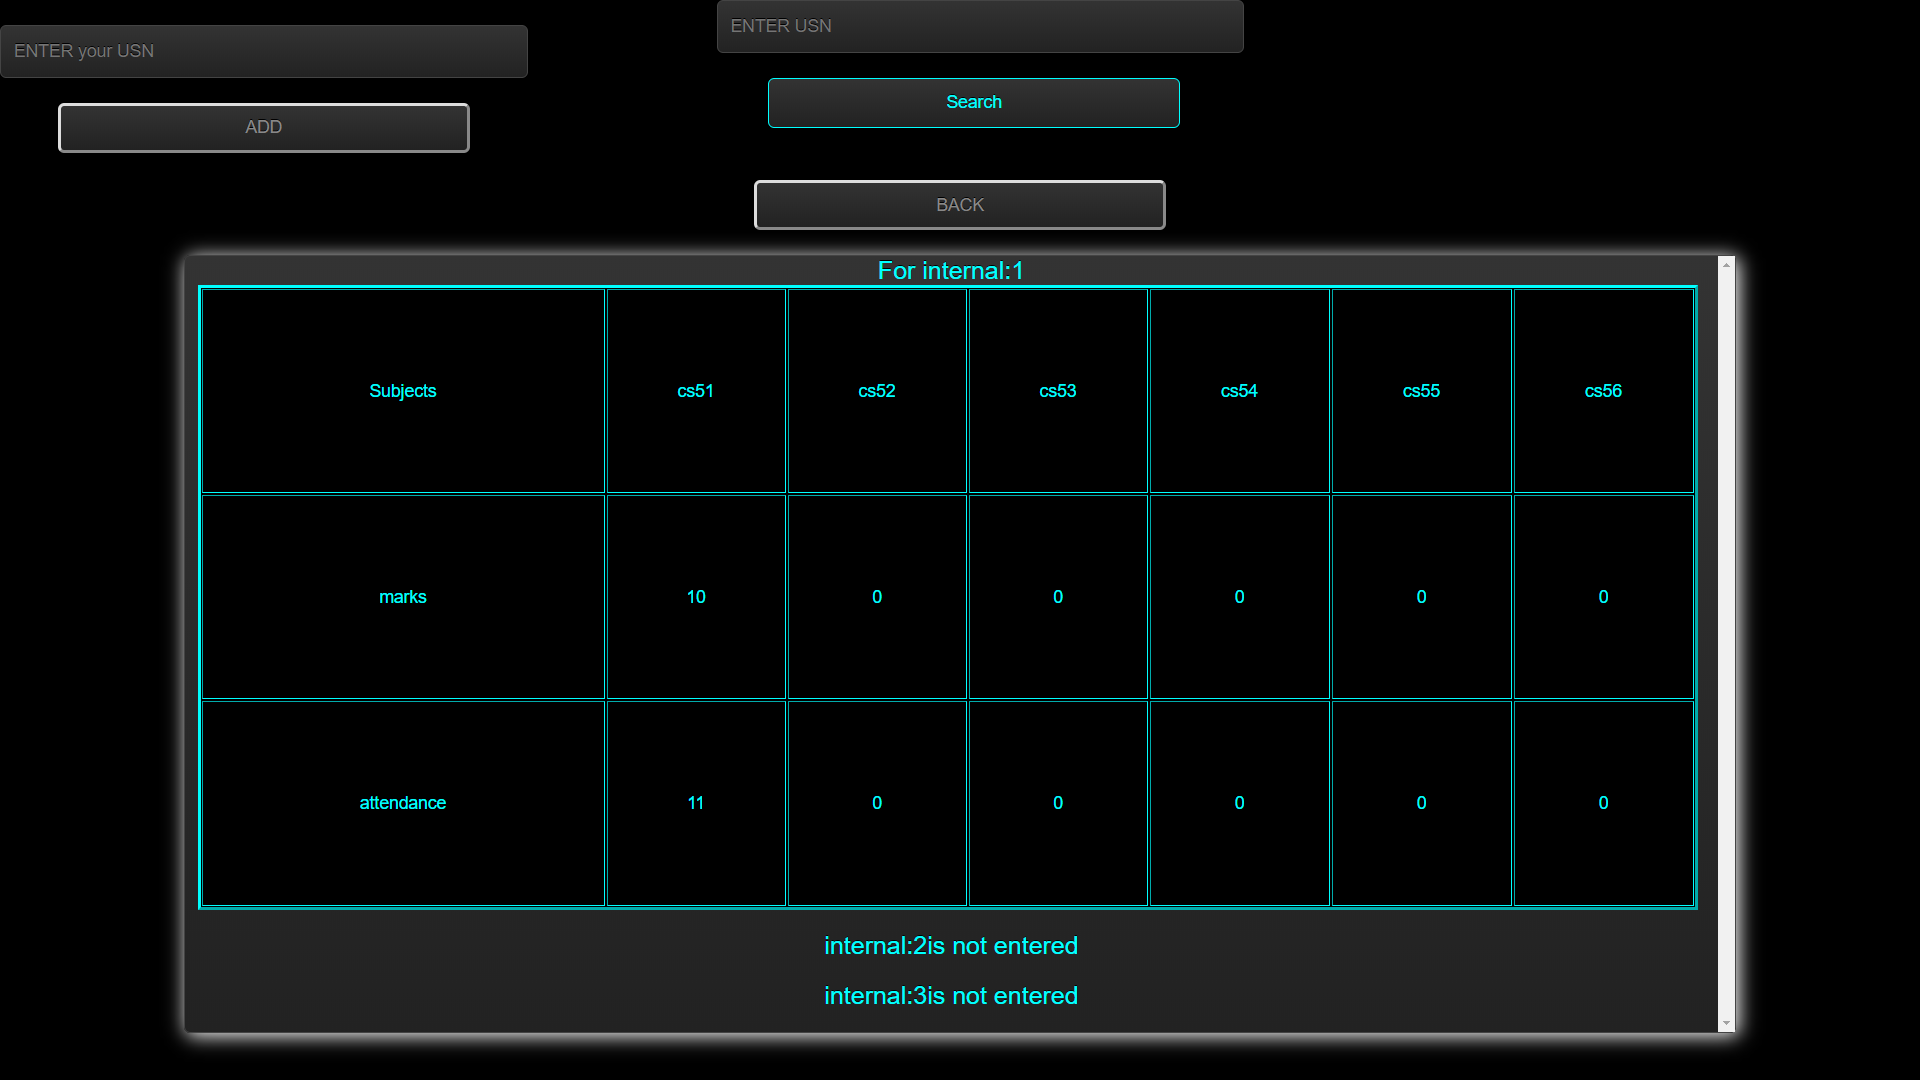 ENTER your USN
ADD
ENTER USN
Search
BACK
For internal:1
Subjects cs51 cs52 cs53 cs54 cs55 cs56
marks 10 0 0 0 0 0
attendance 11 0 0 0 0 0
internal:2is not entered
internal:3is not entered